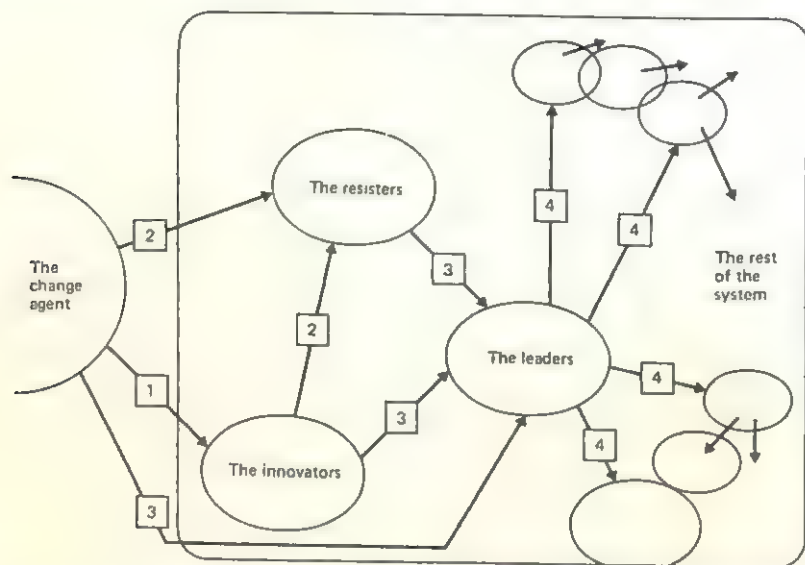 4
4
The resisters
2
The
change
agent
3
The rest
of the
system
2
The leaders
1
3
4
4
The innovators
3